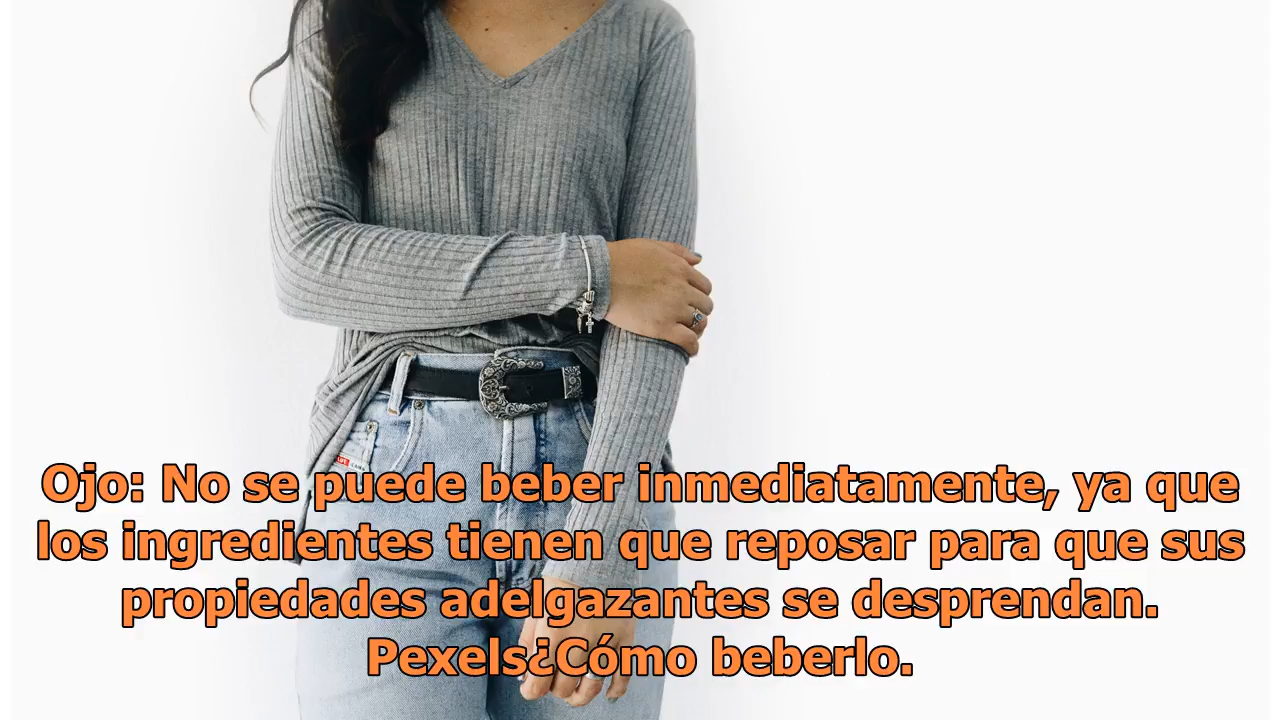 Ojo: No se puede beber inmediatamente, ya que
los ingredientes tienen que reposar para que sus
propiedades adelgazantes se desprendan.
Pexels¿Cómo beberlo.